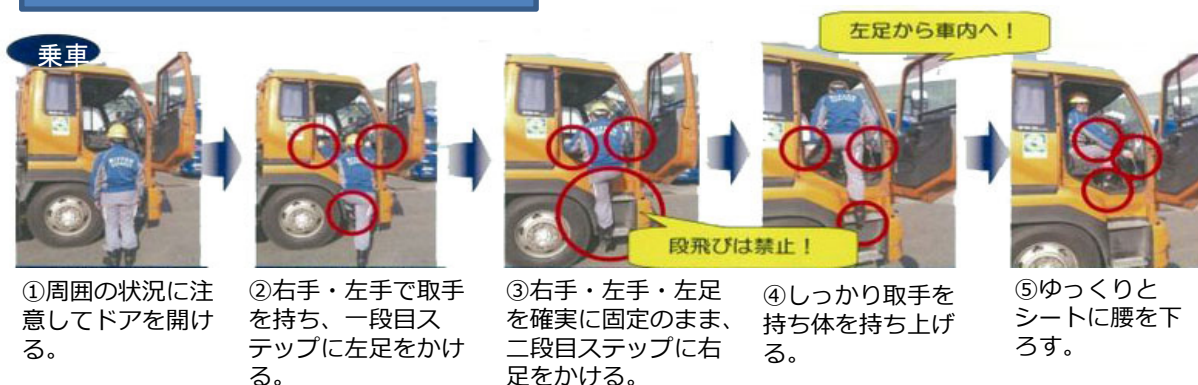 乗車
左足から車内へ！
段飛びは禁止！
①周囲の状況に注
意してドアを開け
る。
②右手・左手で取手
を持ち、一段目ス
テップに左足をかけ
る。
③右手・左手・左足
を確実に固定のまま、
二段目ステップに右
足をかける。
④しっかり取手を
持ち体を持ち上げ
る。
⑤ゆっくりと
シートに腰を下
ろす。